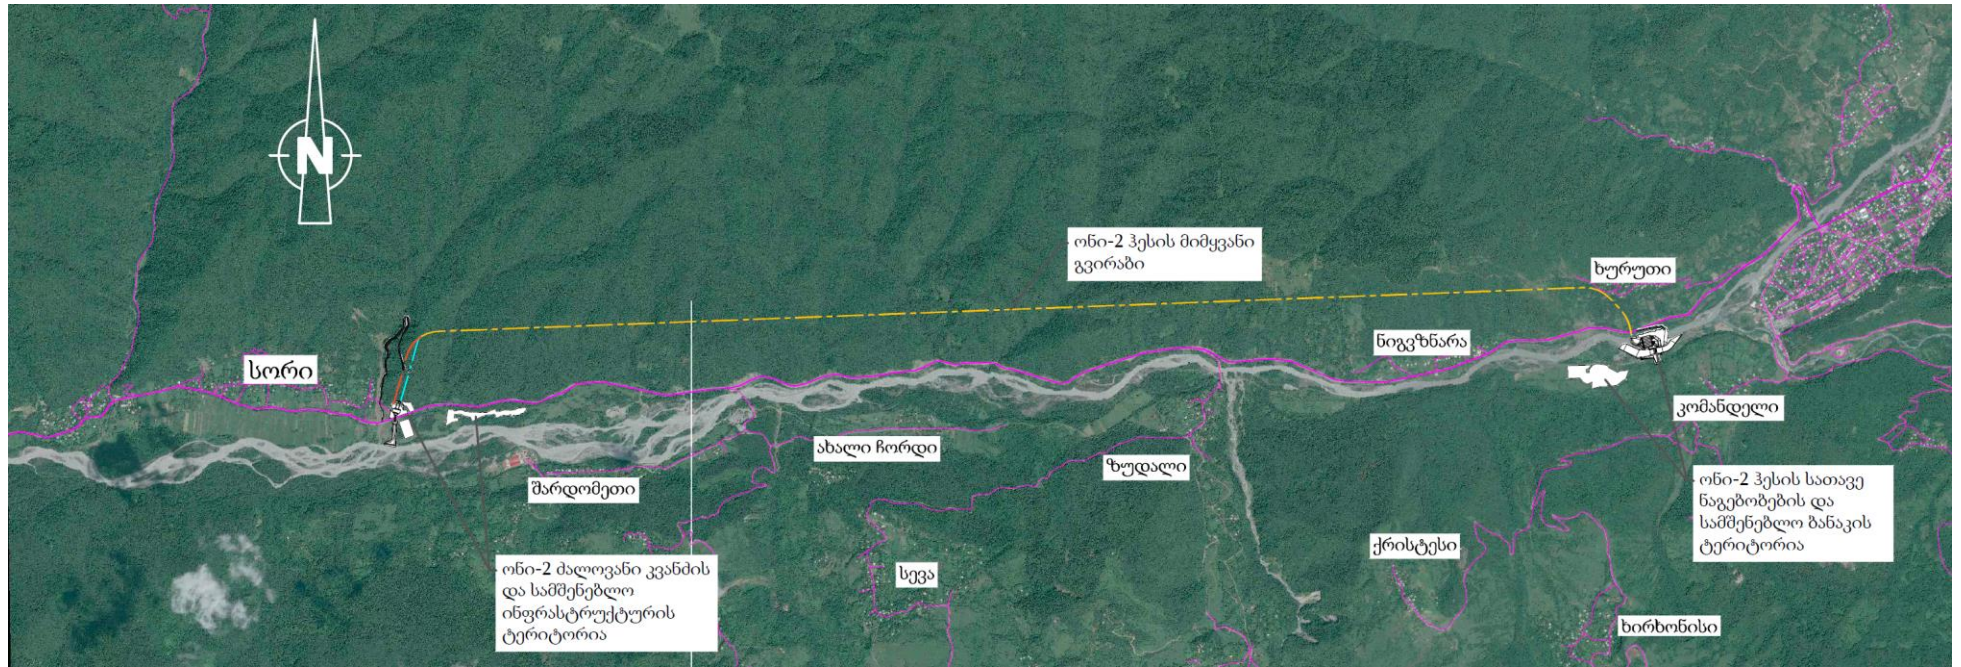 N
ონი-2 ჰესის მიმყვანი
გვირაბი
ხურუთი
ნიგვზნარა
სორი
კომანდელი
ახალი ჩორდი
ზუდალი
შარდომეთი
ონი-2 ჰესის სათავე
ნაგებობების და
სამშენებლო ბანაკის
ტერიტორია
ქრისტესი
სევა
ონი-2 ძალოვანი კვანძის
და სამშენებლო
ინფრასტრუქტურის
ტერიტორია
ხირხონისი